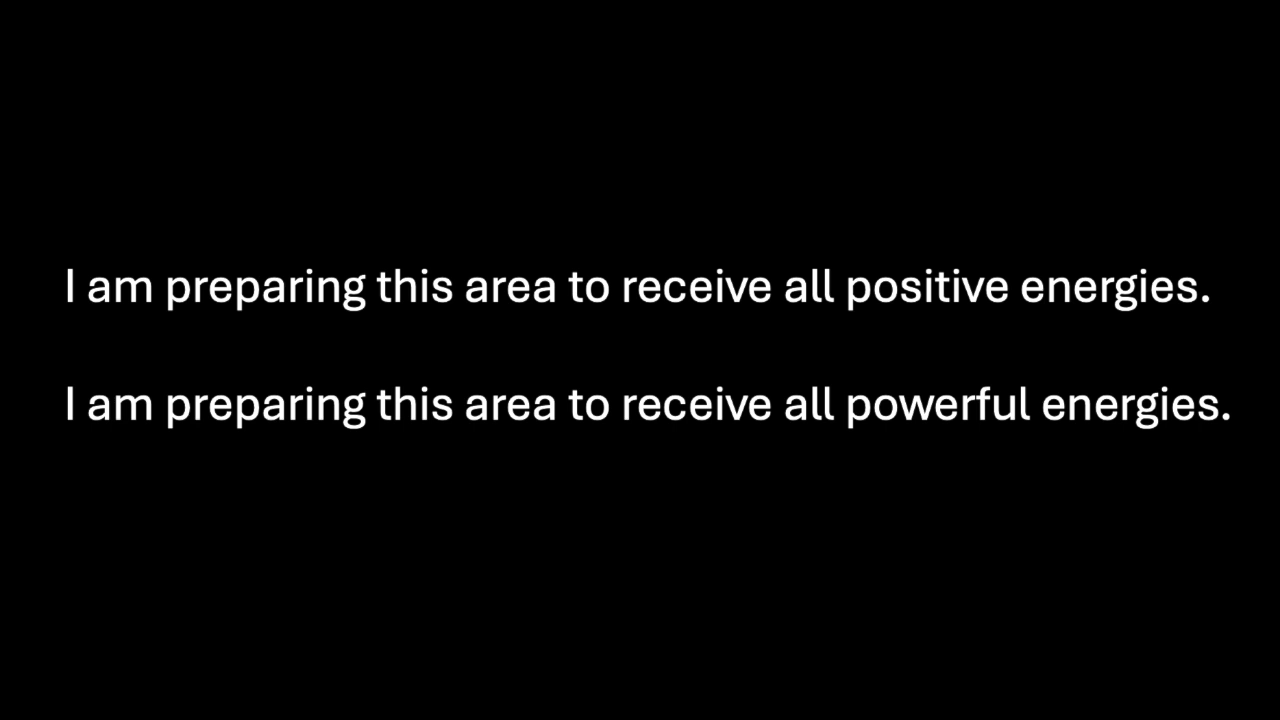 I am preparing this area to receive all positive energies.
I am preparing this area to receive all powerful energies.